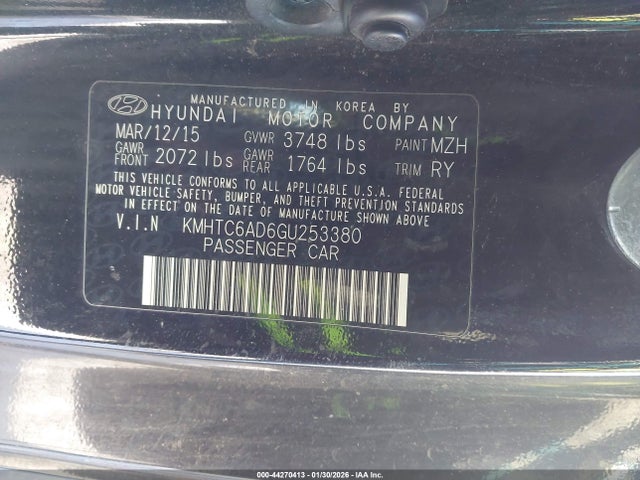 MANUFACTURED IN KOREA BY
HYUNDAI MOTOR COMPANY
MAR/12/15 GVWR 3748 lbs PAINT MZH
GAWR FRONT 2072 lbs GAWR REAR 1764 lbs TRIM RY
THIS VEHICLE CONFORMS TO ALL APPLICABLE U.S.A. FEDERAL
MOTOR VEHICLE SAFETY, BUMPER, AND THEFT PREVENTION STANDARDS
IN EFFECT ON THE DATE OF MANUFACTURE SHOWN ABOVE.
V.I.N KMHTC6AD6GU253380
PASSENGER CAR
000-44270413 - 01/30/2026 - IAA Inc.